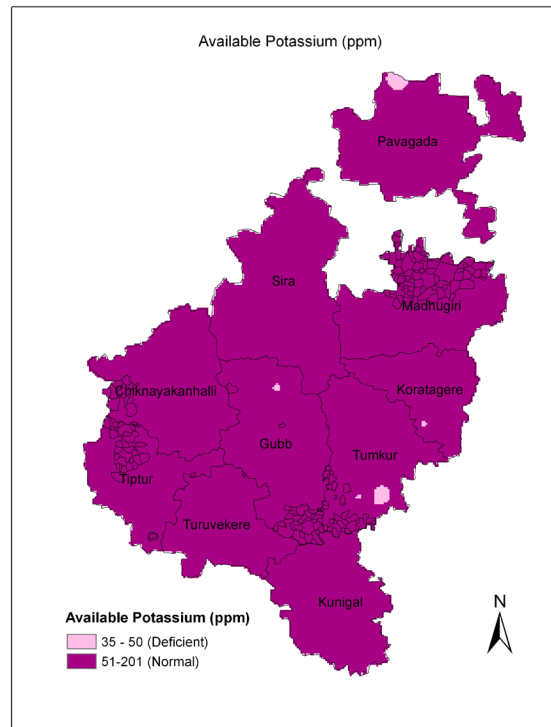 Available Potassium (ppm)
Pavagada
Sira
Madhugiri
Chiknayakanhalli
Koratagere
Gubb
Tumkur
Tiptur
Turuvekere
Kunigal
N
Available Potassium (ppm)
35 - 50 (Deficient)
51-201 (Normal)